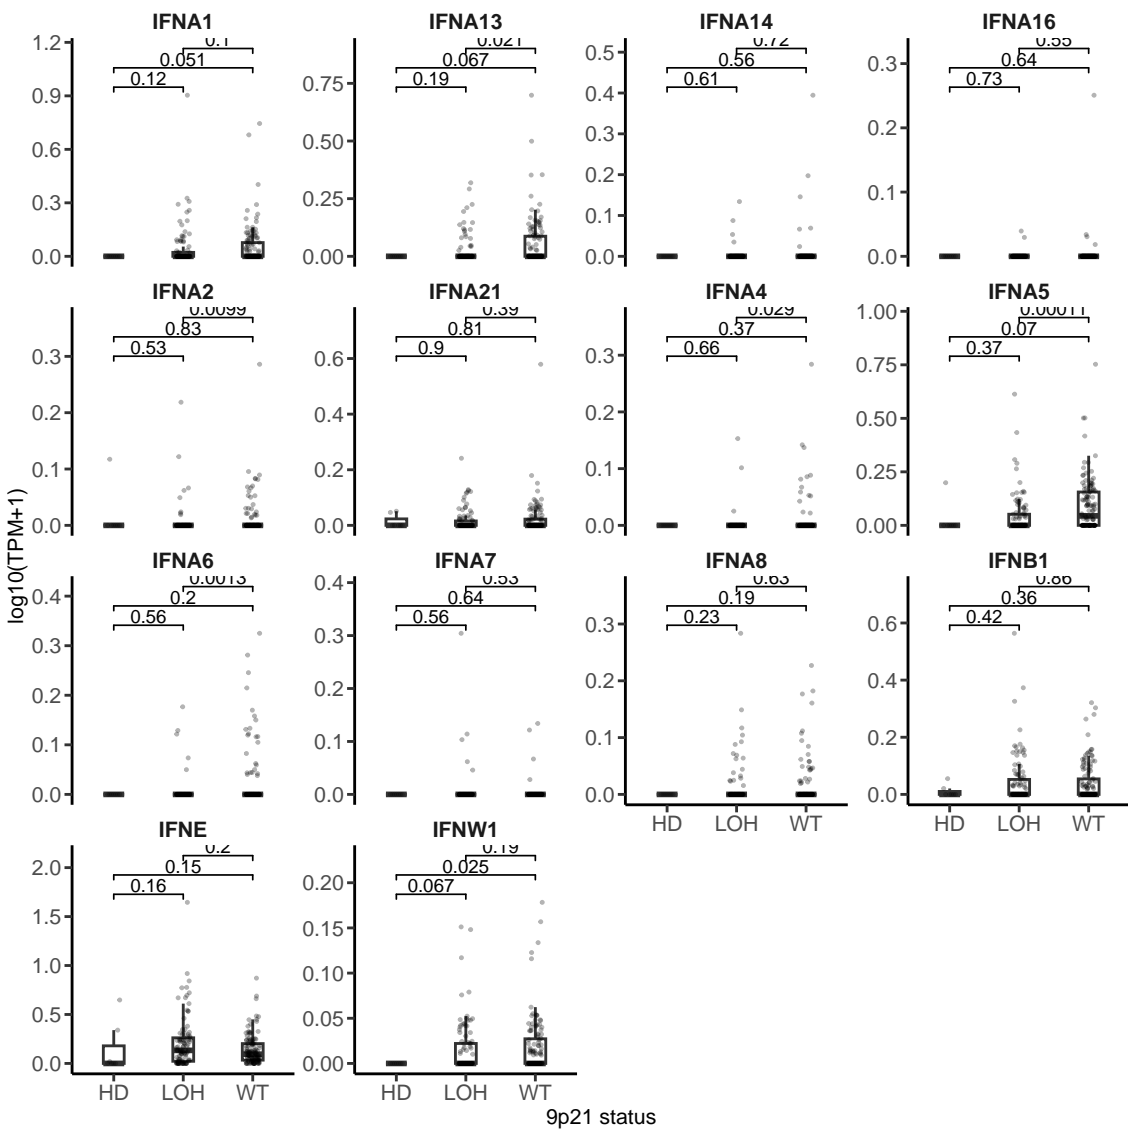 IFNA1 IFNA13 IFNA14 IFNA16
0.1 0.021 0.72 0.55
0.051 0.067 0.56 0.64
0.12 0.19 0.61 0.73
1.2 0.9 0.6 0.3 0.0
0.75 0.50 0.25 0.00
0.5 0.4 0.3 0.2 0.1 0.0
0.3 0.2 0.1 0.0
IFNA2 IFNA21 IFNA4 IFNA5
0.0099 0.39 0.029 0.00011
0.83 0.81 0.37 0.07
0.53 0.9 0.66 0.37
0.3 0.2 0.1 0.0
0.6 0.4 0.2 0.0
0.3 0.2 0.1 0.0
1.00 0.75 0.50 0.25 0.00
log10(TPM+1)
IFNA6 IFNA7 IFNA8 IFNB1
0.0013 0.53 0.63 0.86
0.2 0.64 0.19 0.36
0.56 0.56 0.23 0.42
0.4 0.3 0.2 0.1 0.0
0.4 0.3 0.2 0.1 0.0
0.3 0.2 0.1 0.0
0.6 0.4 0.2 0.0
HD LOH WT HD LOH WT
IFNE IFNW1
0.2 0.19
0.15 0.025
0.16 0.067
2.0 1.5 1.0 0.5 0.0
0.20 0.15 0.10 0.05 0.00
HD LOH WT HD LOH WT
9p21 status